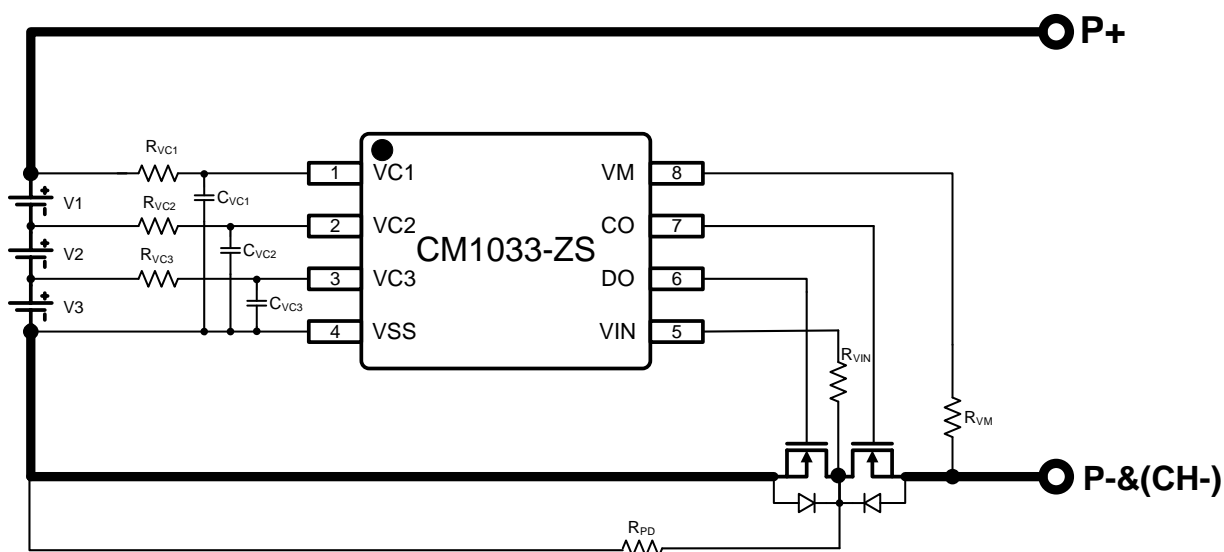 P+
RVC1
1 VC1 VM 8
V1 CVC1
RVC2
2 VC2 CO 7
CM1033-ZS
V2 CVC2
RVC3
3 VC3 DO 6
V3 CVC3
4 VSS VIN 5
RVIN
RVM
P-&(CH-)
RPD